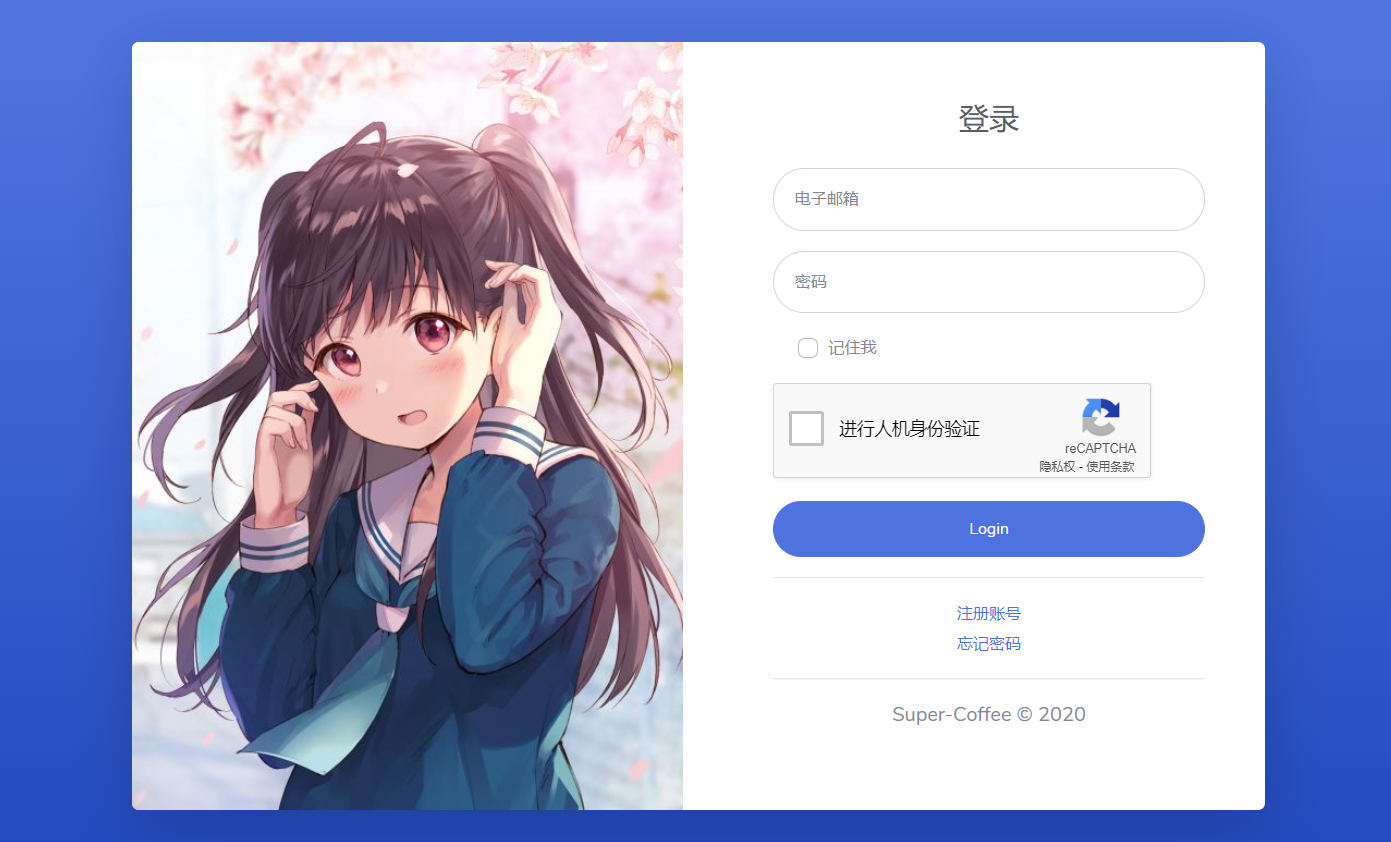 登录
电子邮箱
密码
记住我
进行人机身份验证
reCAPTCHA
隐私权 - 使用条款
Login
注册账号
忘记密码
Super-Coffee © 2020